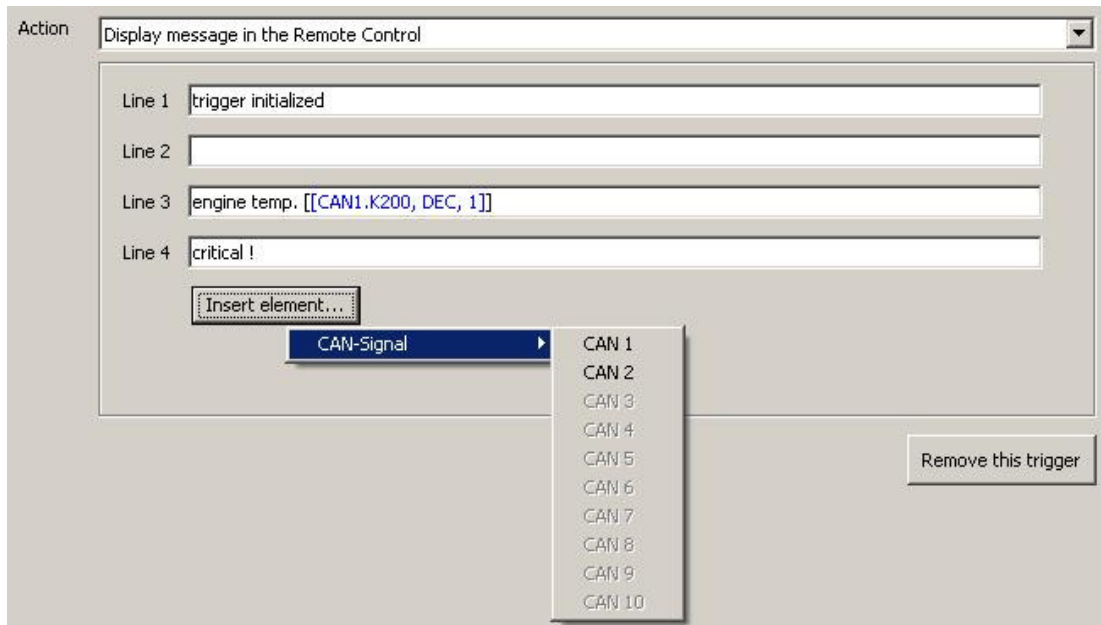 Action Display message in the Remote Control
Line 1 trigger initialized
Line 2
Line 3 engine temp. [[CAN1.K200, DEC, 1]]
Line 4 critical !
Insert element...
CAN-Signal
CAN 1
CAN 2
CAN 3
CAN 4
CAN 5
CAN 6
CAN 7
CAN 8
CAN 9
CAN 10
Remove this trigger